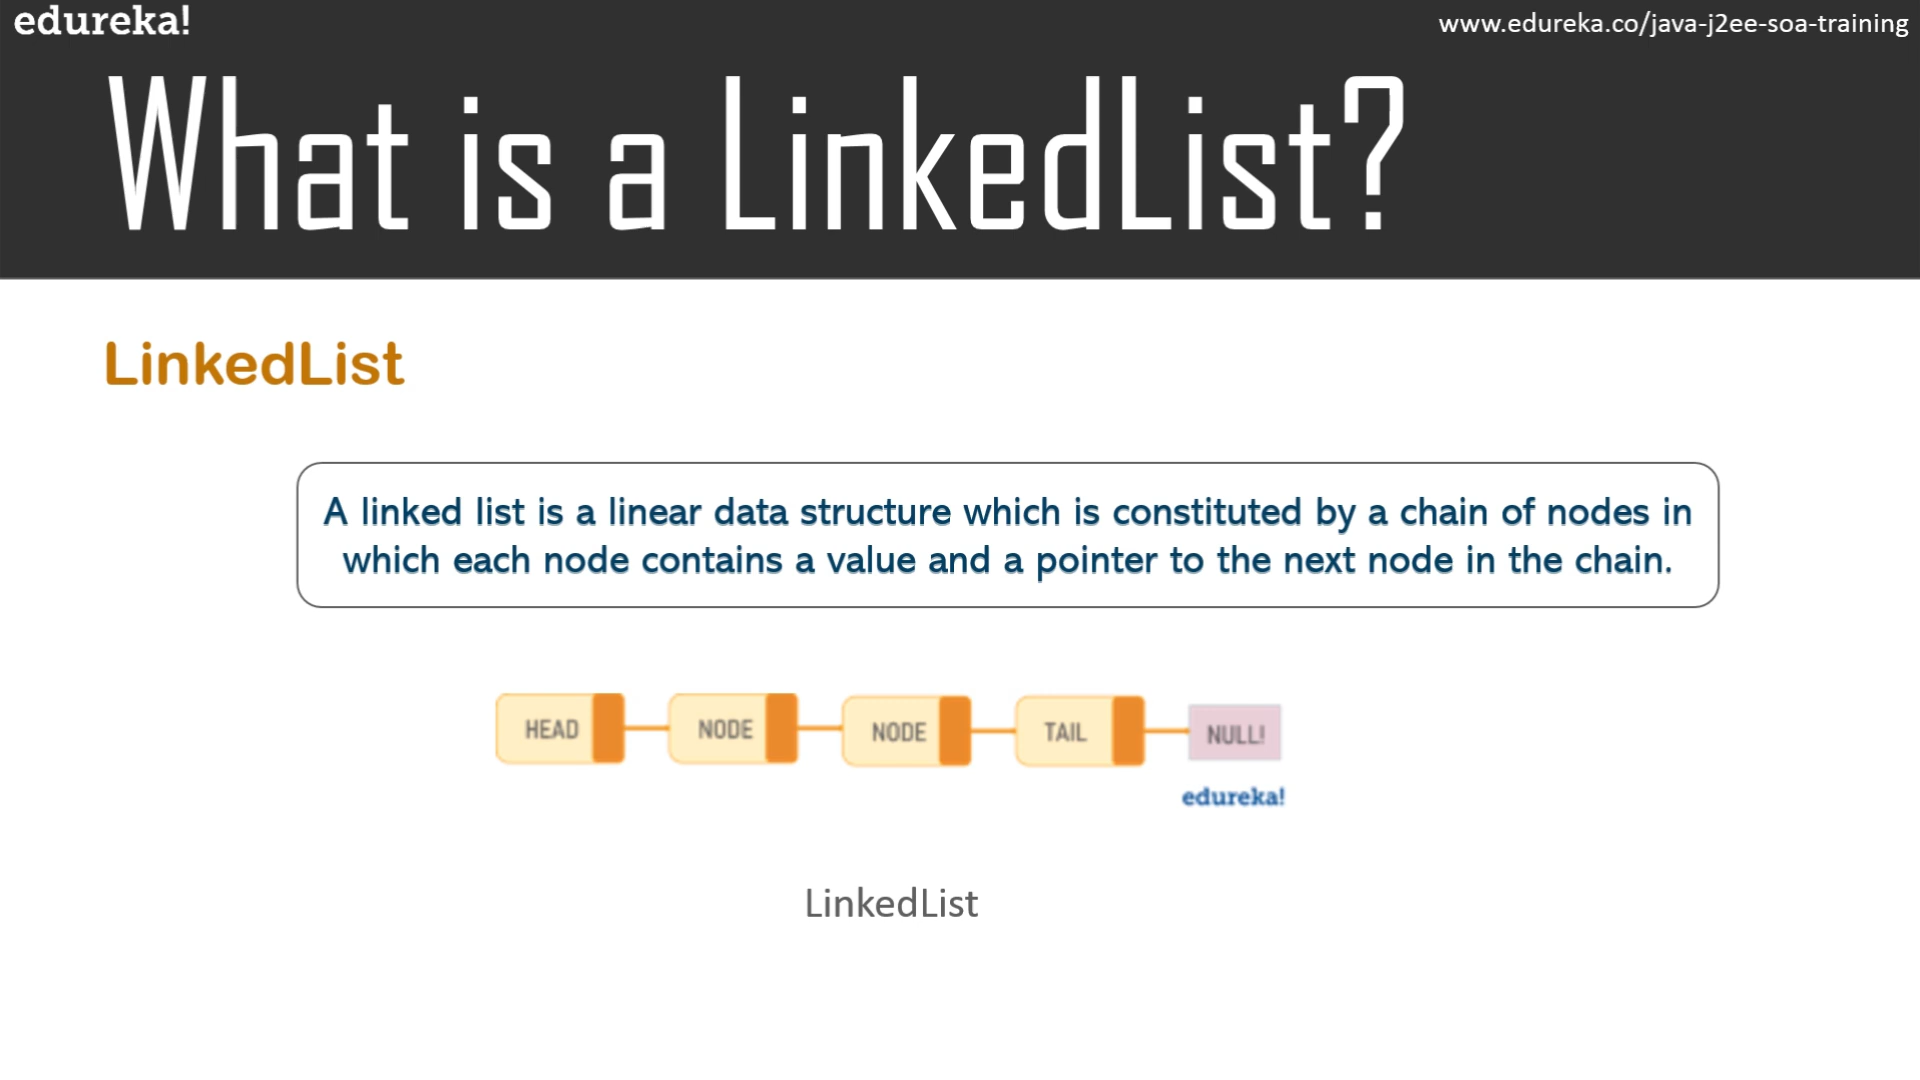 edureka!
www.edureka.co/java-j2ee-soa-training
What is a LinkedList?
LinkedList
A linked list is a linear data structure which is constituted by a chain of nodes in
which each node contains a value and a pointer to the next node in the chain.
HEAD NODE NODE TAIL NULL!
edureka!
LinkedList